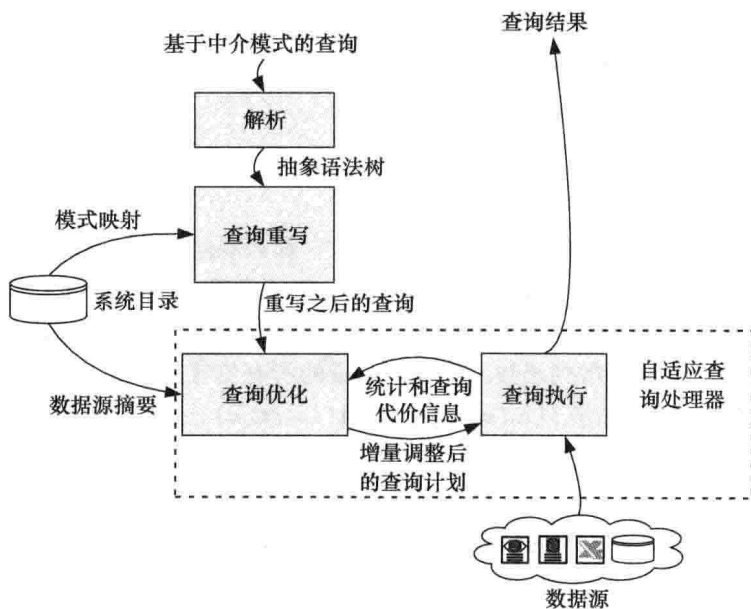 基于中介模式的查询
查询结果
解析
抽象语法树
模式映射
查询重写
系统目录
重写之后的查询
数据源摘要
查询优化
统计和查询
代价信息
查询执行
自适应查
询处理器
增量调整后
的查询计划
数据源